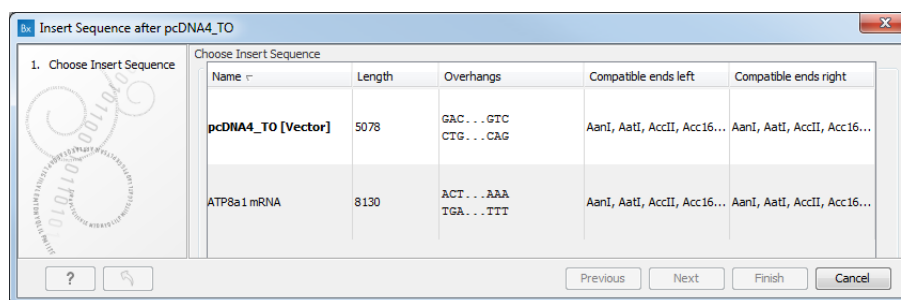 Bx Insert Sequence after pcDNA4_TO
X
1. Choose Insert Sequence
Choose Insert Sequence
Name Length Overhangs Compatible ends left Compatible ends right
pcDNA4_TO [Vector] 5078 GAC...GTC AanI, AatI, AccII, Acc16... AanI, AatI, AccII, Acc16...
CTG...CAG
ATP8a1 mRNA 8130 ACT...AAA AanI, AatI, AccII, Acc16... AanI, AatI, AccII, Acc16...
TGA...TTT
? Previous Next Finish Cancel